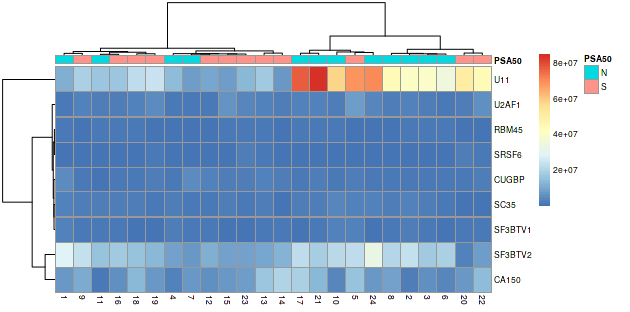 PSA50
U11
U2AF1
RBM45
SRSF6
CUGBP
SC35
SF3BTV1
SF3BTV2
CA150
1 9 11 16 18 19 4 7 12 15 23 13 14 17 21 10 5 24 8 2 3 6 20 22
8e+07
6e+07
4e+07
2e+07
PSA50
N
S